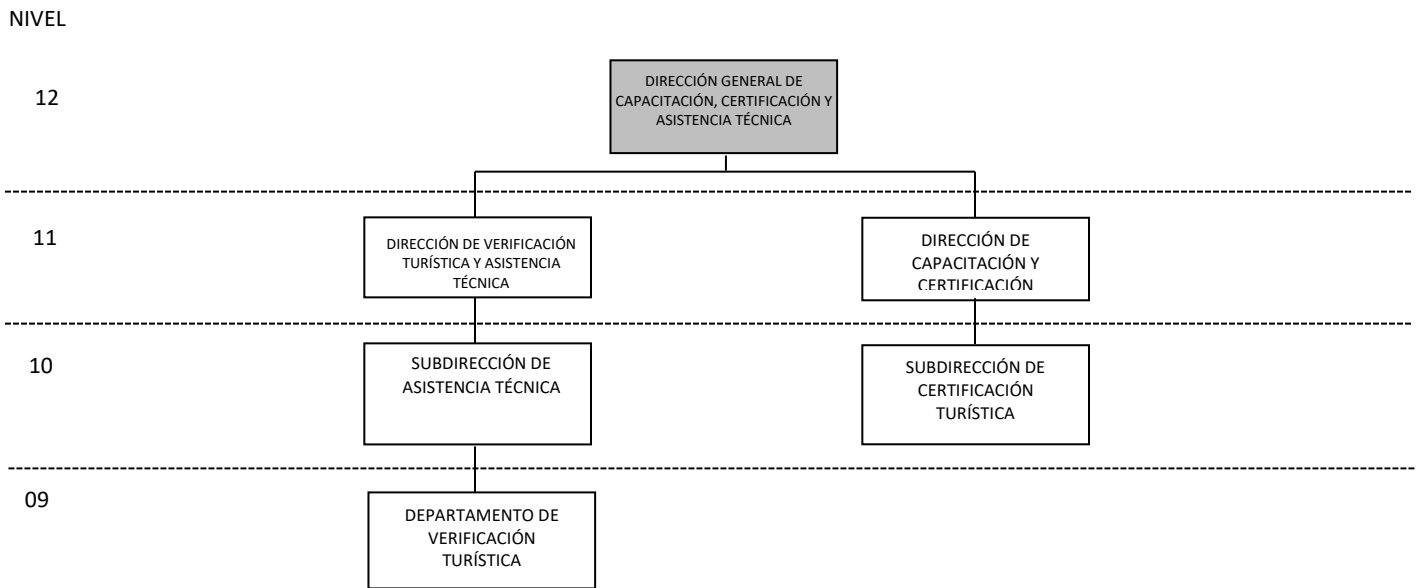 NIVEL
12
DIRECCIÓN GENERAL DE
CAPACITACIÓN, CERTIFICACIÓN Y
ASISTENCIA TÉCNICA
11
DIRECCIÓN DE VERIFICACIÓN
TURÍSTICA Y ASISTENCIA
TÉCNICA
DIRECCIÓN DE
CAPACITACIÓN Y
CERTIFICACIÓN
10
SUBDIRECCIÓN DE
ASISTENCIA TÉCNICA
SUBDIRECCIÓN DE
CERTIFICACIÓN
TURÍSTICA
09
DEPARTAMENTO DE
VERIFICACIÓN
TURÍSTICA